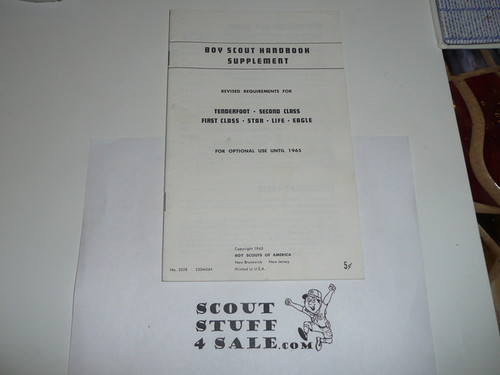 BOY SCOUT HANDBOOK
SUPPLEMENT
REVISED REQUIREMENTS FOR
TENDERFOOT • SECOND CLASS
FIRST CLASS • STAR • LIFE • EAGLE
FOR OPTIONAL USE UNTIL 1965
Copyright 1965
BOY SCOUTS OF AMERICA
New Brunswick New Jersey
No. 3228
Printed in U.S.A.
5¢
SCOUT
STUFF
4 SALE.COM